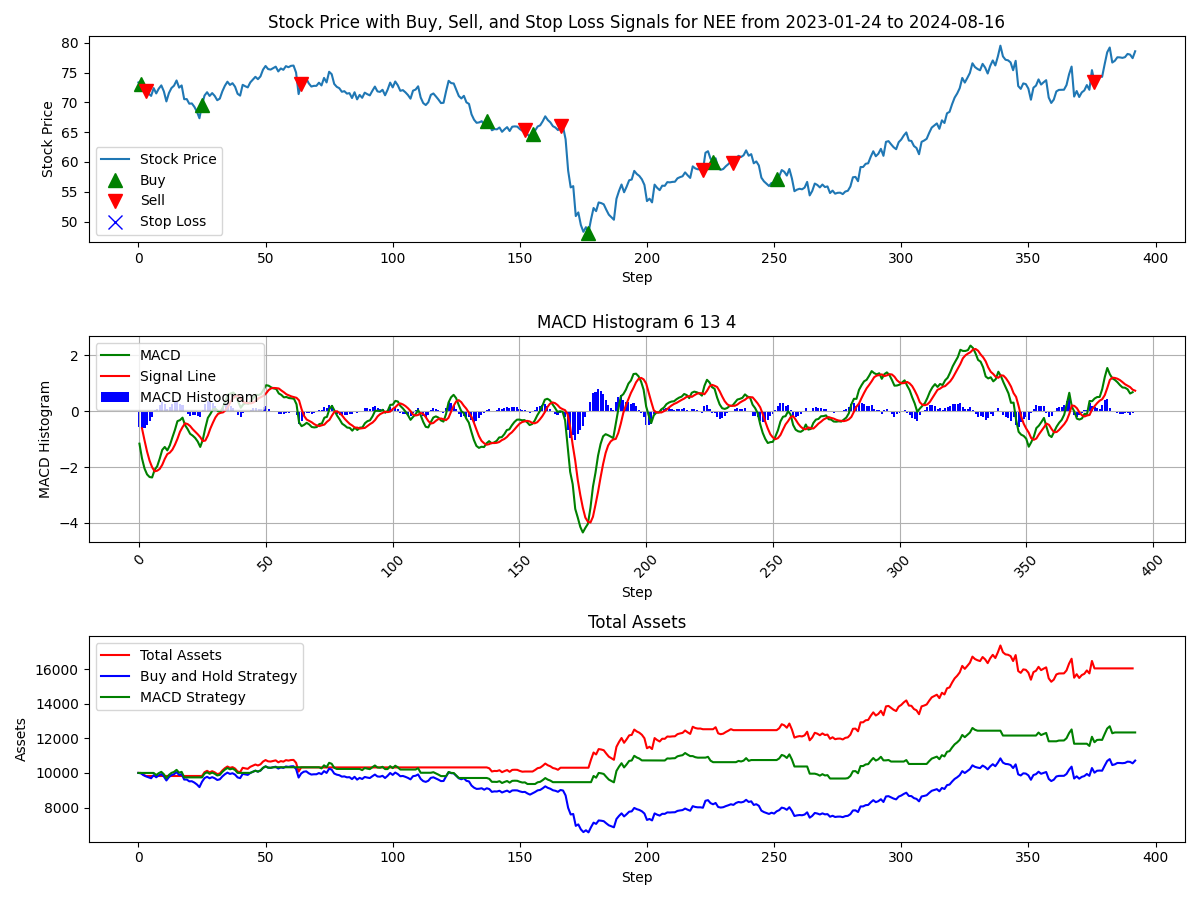 Stock Price with Buy, Sell, and Stop Loss Signals for NEE from 2023-01-24 to 2024-08-16
80
75
70
65
60
55
50
Stock Price
Stock Price
Buy
Sell
Stop Loss
0 50 100 150 200 250 300 350 400
Step
MACD Histogram 6 13 4
2
0
−2
−4
MACD Histogram
MACD
Signal Line
MACD Histogram
0 50 100 150 200 250 300 350 400
Step
Total Assets
16000
14000
12000
10000
8000
Assets
Total Assets
Buy and Hold Strategy
MACD Strategy
0 50 100 150 200 250 300 350 400
Step